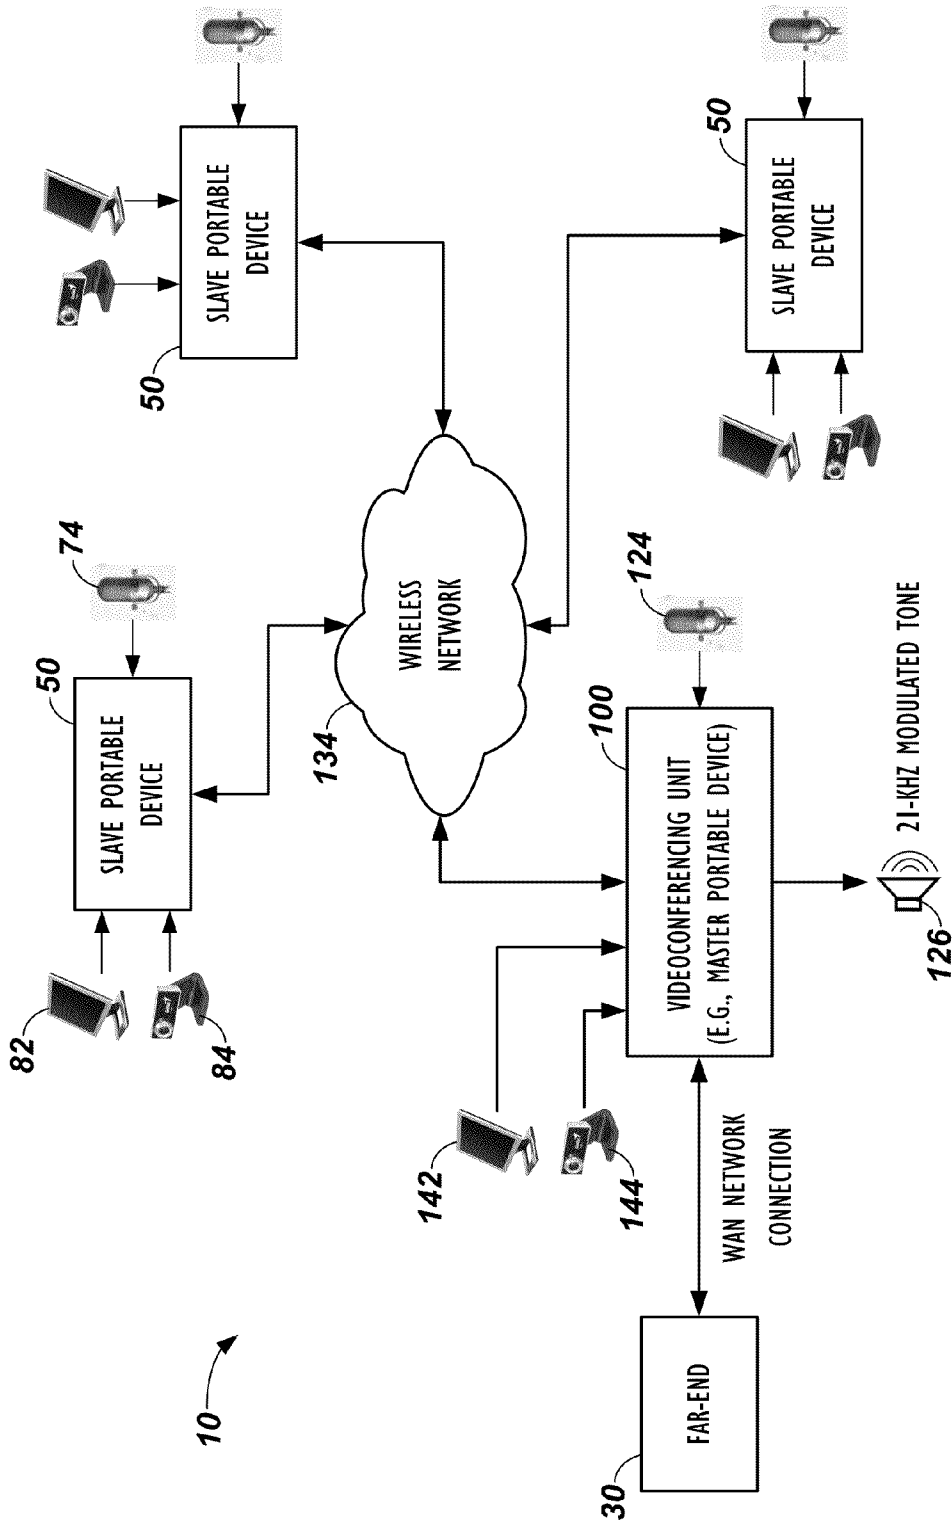 10
82
84
50
SLAVE PORTABLE
DEVICE
74
50
SLAVE PORTABLE
DEVICE
134
WIRELESS
NETWORK
142
144
30
FAR-END
WAN NETWORK
CONNECTION
100
VIDEOCONFERENCING UNIT
(E.G., MASTER PORTABLE DEVICE)
124
126
21-KHZ MODULATED TONE
50
SLAVE PORTABLE
DEVICE